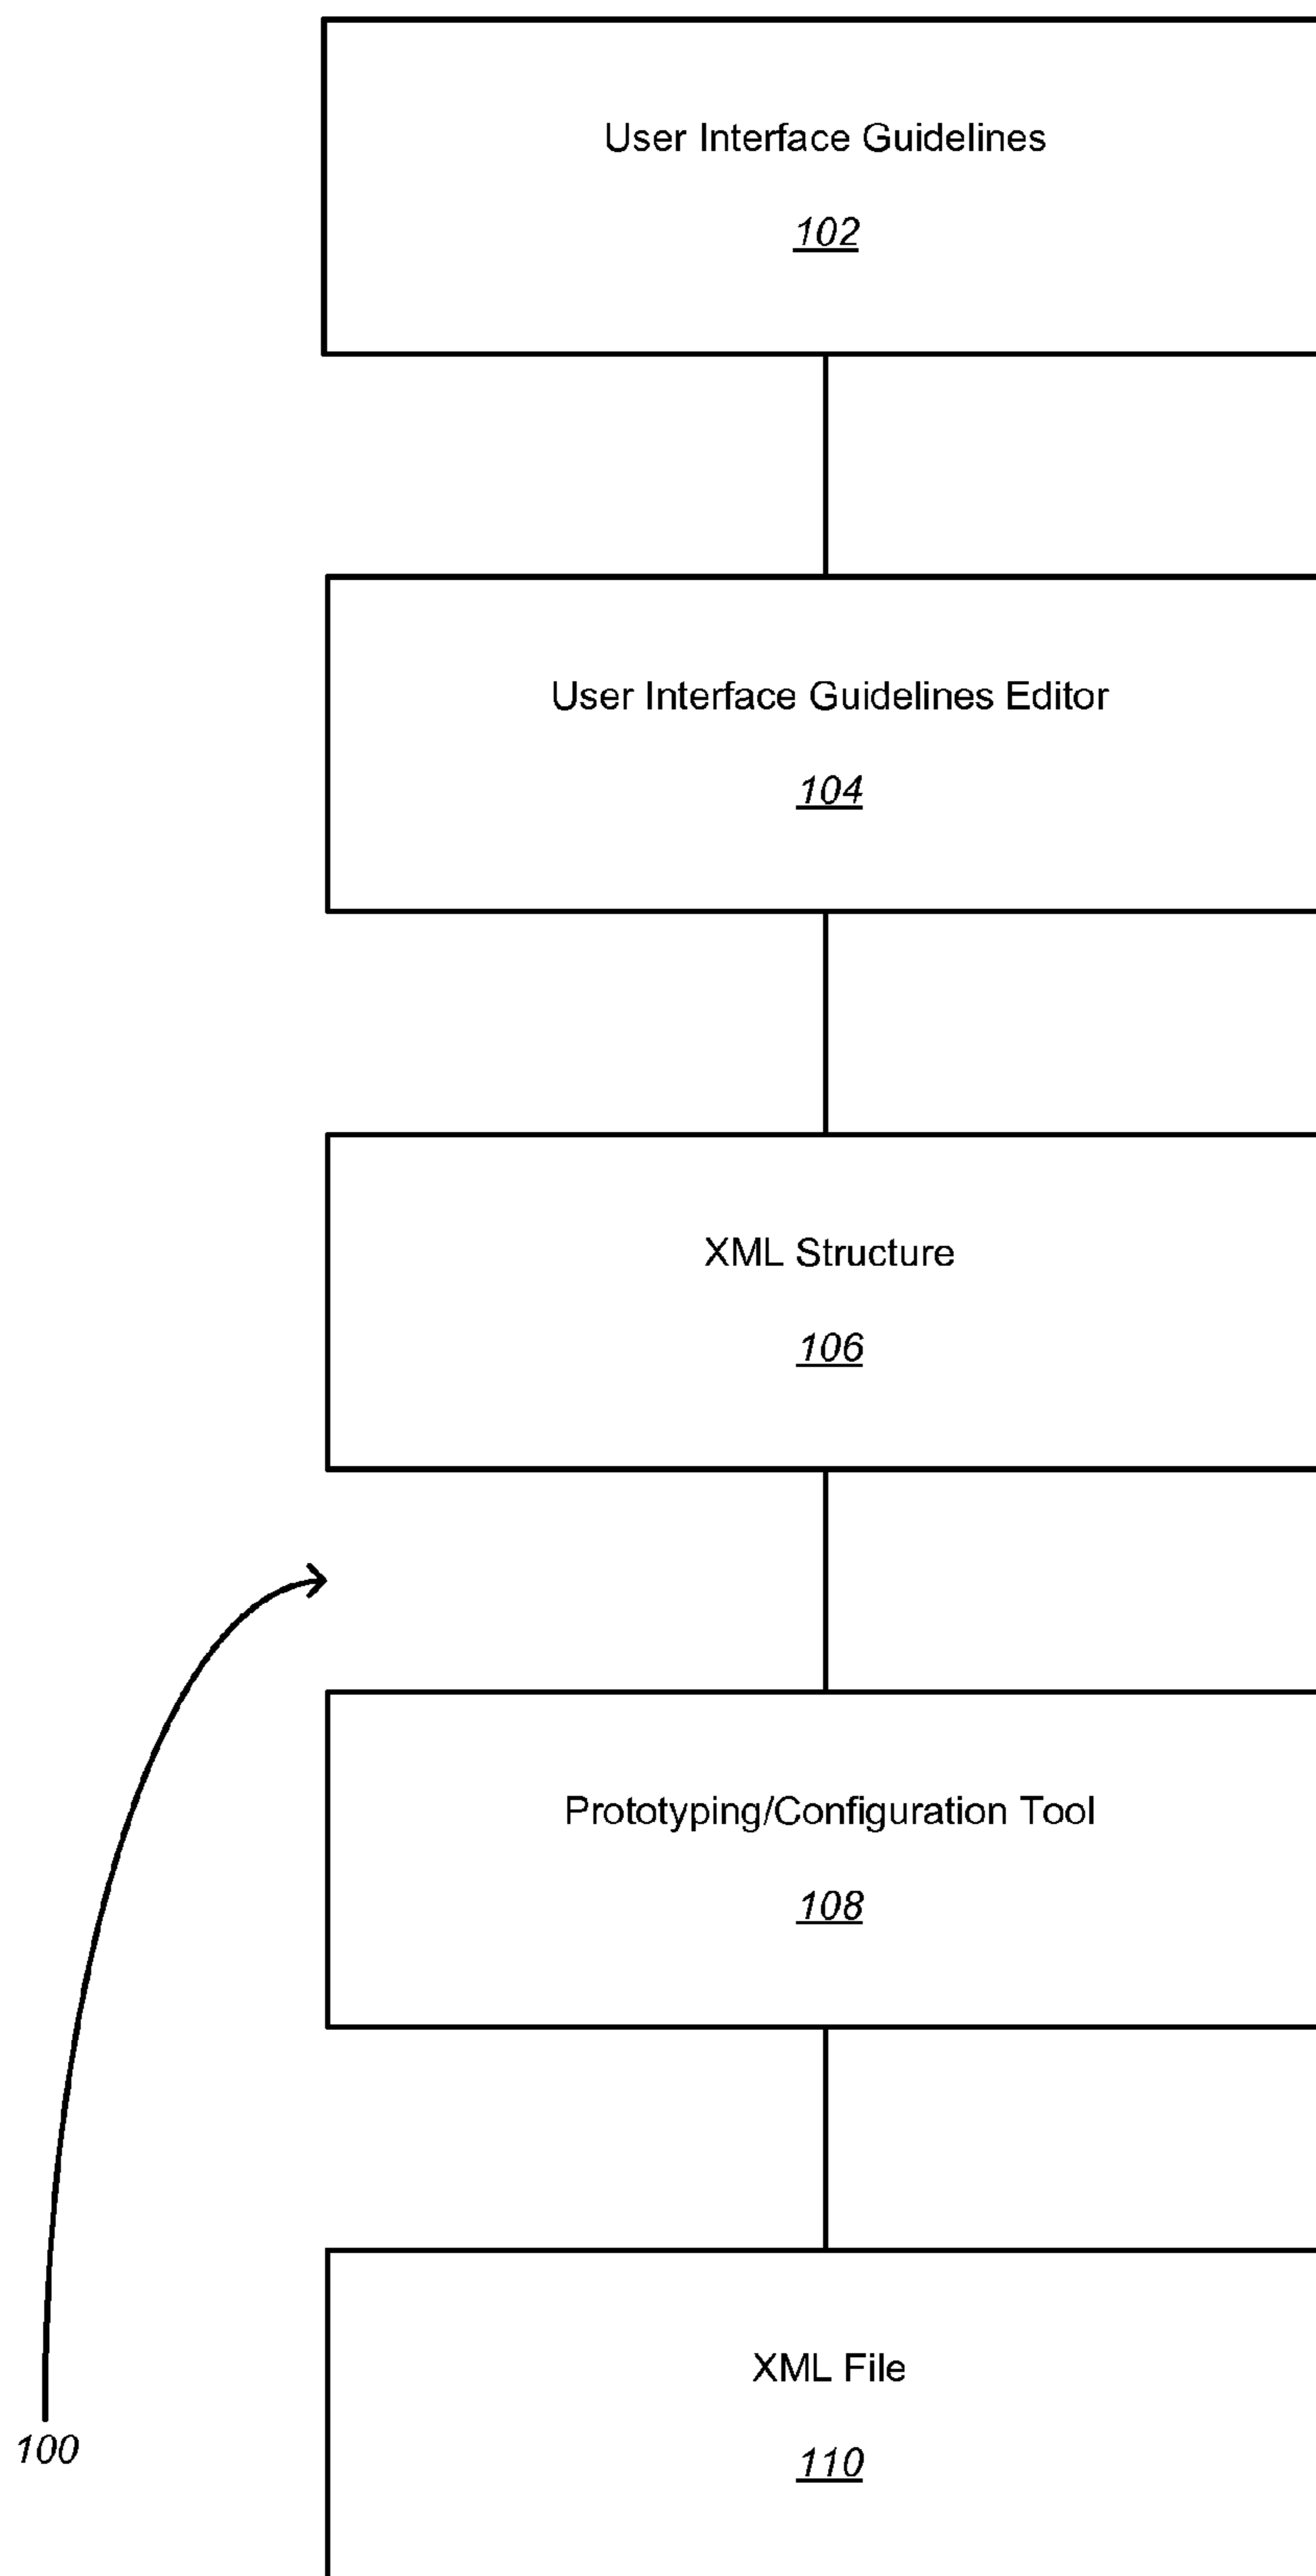 User Interface Guidelines
102
User Interface Guidelines Editor
104
XML Structure
106
Prototyping/Configuration Tool
108
XML File
110
100